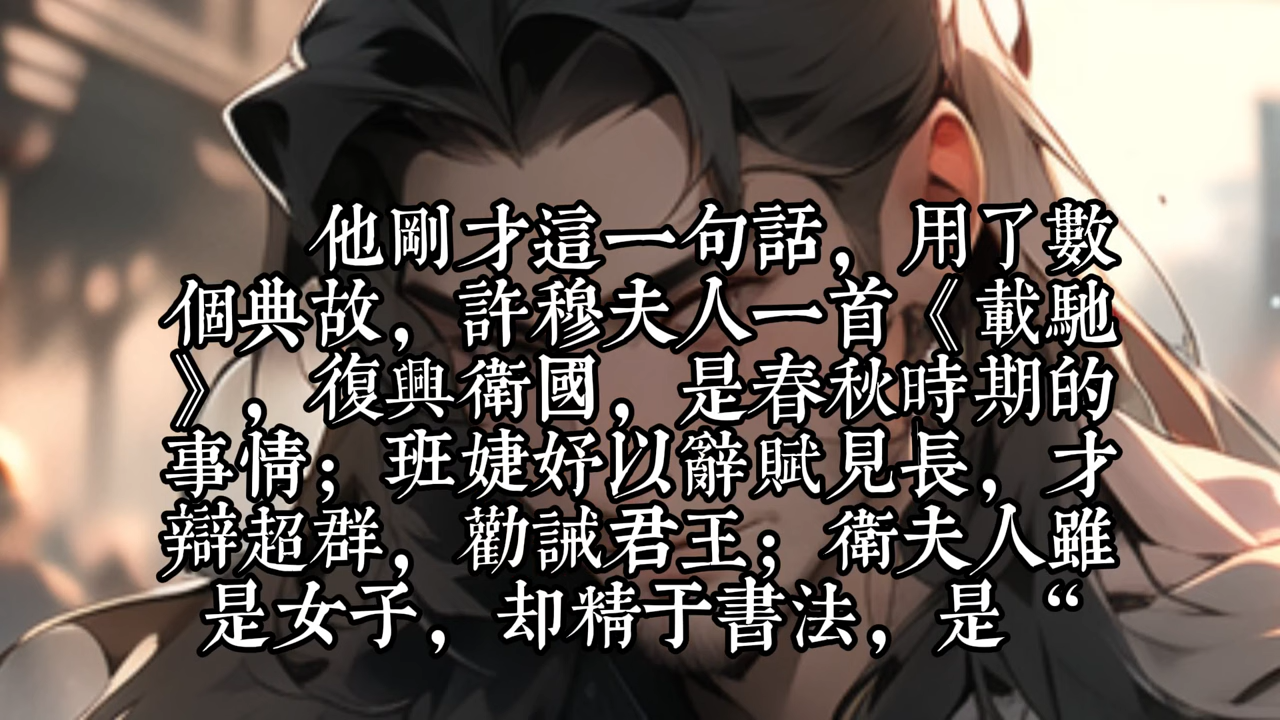 他剛才這一句話，用了數
個典故，許穆夫人一首《載馳
》，復興衛國，是春秋時期的
事情；班婕妤以辭賦見長，才
辯超群，勸誡君王；衛夫人雖
是女子，却精于書法，是“